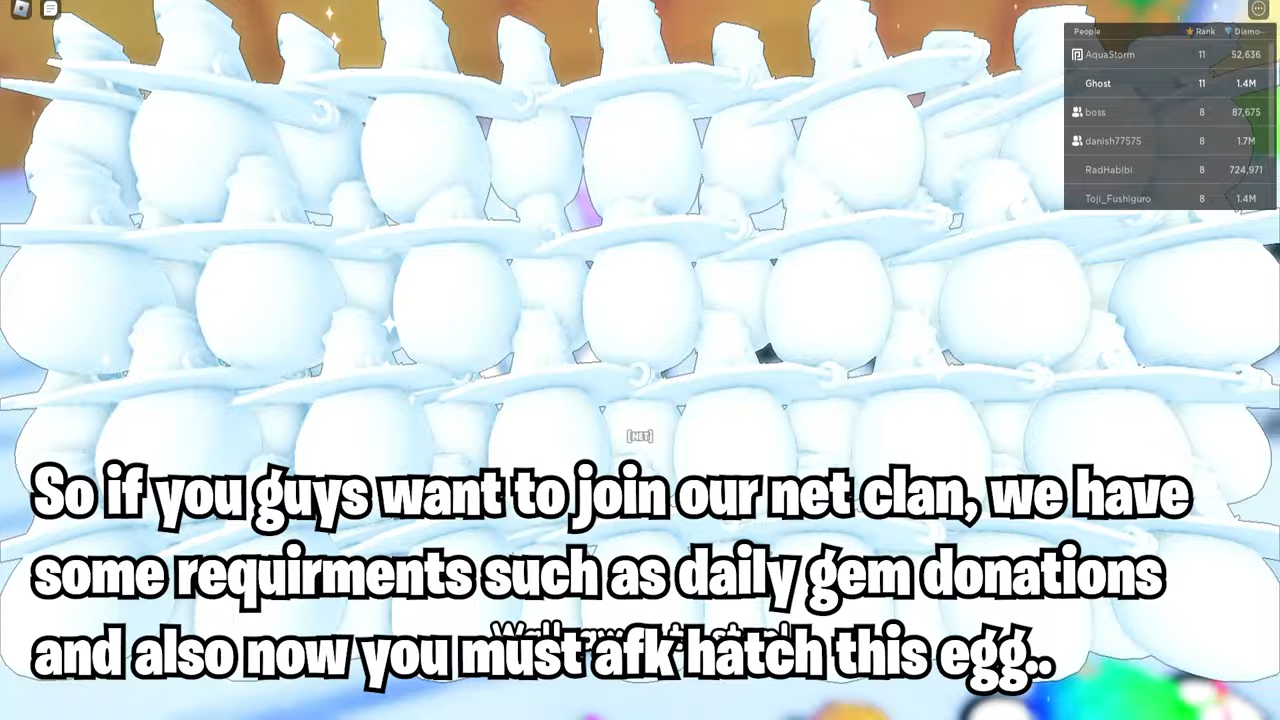 People Rank Diamo--
AquaStorm 11 52,636
Ghost 11 1.4M
boss 8 87,675
danish77575 8 1.7M
RadHabibi 8 724,971
Toji_Fushiguro 8 1.4M
[NET]
So if you guys want to join our net clan, we have
some requirments such as daily gem donations
and also now you must afk hatch this egg..